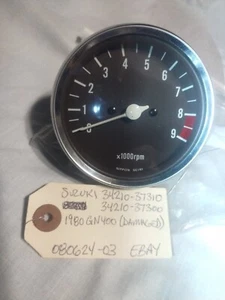 0 1 2 3 4 5 6 7 8 9
x1000rpm
SUZUKI 34210-37310
34210-37300
1980 GN400 (DAMAGED)
080624-03 EBAY